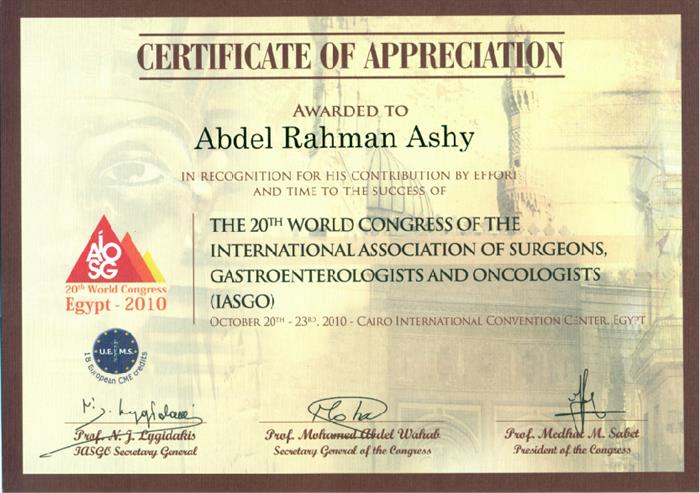 CERTIFICATE OF APPRECIATION
AWARDED TO
Abdel Rahman Ashy
IN RECOGNITION FOR HIS CONTRIBUTION BY EFFORT
AND TIME TO THE SUCCESS OF
THE 20TH WORLD CONGRESS OF THE
INTERNATIONAL ASSOCIATION OF SURGEONS,
GASTROENTEROLOGISTS AND ONCOLOGISTS
(IASGO)
OCTOBER 20TH - 23RD, 2010 - CAIRO INTERNATIONAL CONVENTION CENTER, EGYPT
20th World Congress
Egypt - 2010
U.E.M.S.
18 European CME credits
Prof. N. J. Lygidakis
IASGO Secretary General
Prof. Mohamed Abdel Wahab
Secretary General of the Congress
Prof. Medhat M. Sabet
President of the Congress